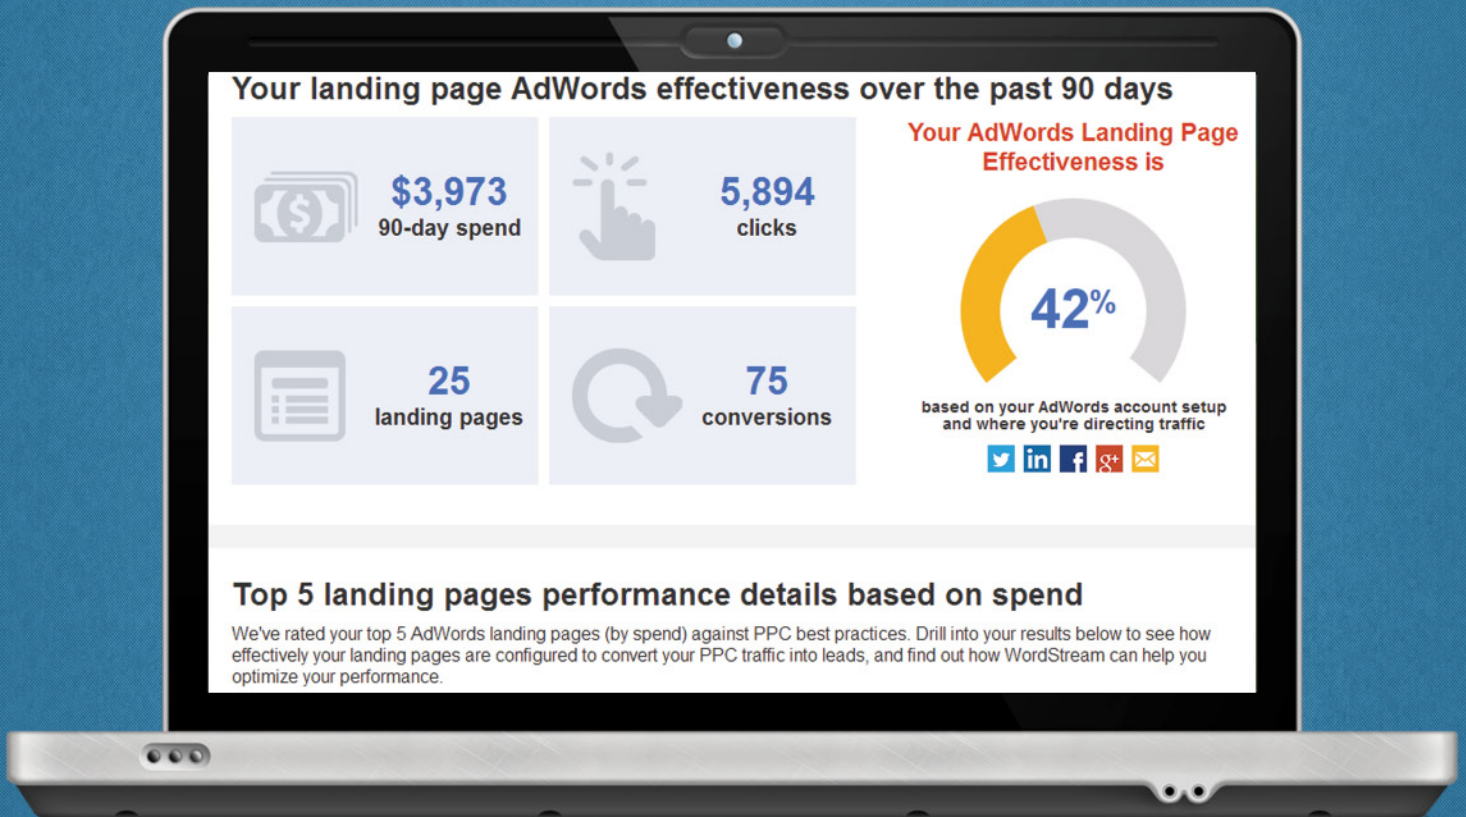 Your landing page AdWords effectiveness over the past 90 days
$3,973
90-day spend
5,894
clicks
25
landing pages
75
conversions
Your AdWords Landing Page
Effectiveness is
42%
based on your AdWords account setup
and where you're directing traffic
in
f
g+
Top 5 landing pages performance details based on spend
We've rated your top 5 AdWords landing pages (by spend) against PPC best practices. Drill into your results below to see how
effectively your landing pages are configured to convert your PPC traffic into leads, and find out how WordStream can help you
optimize your performance.